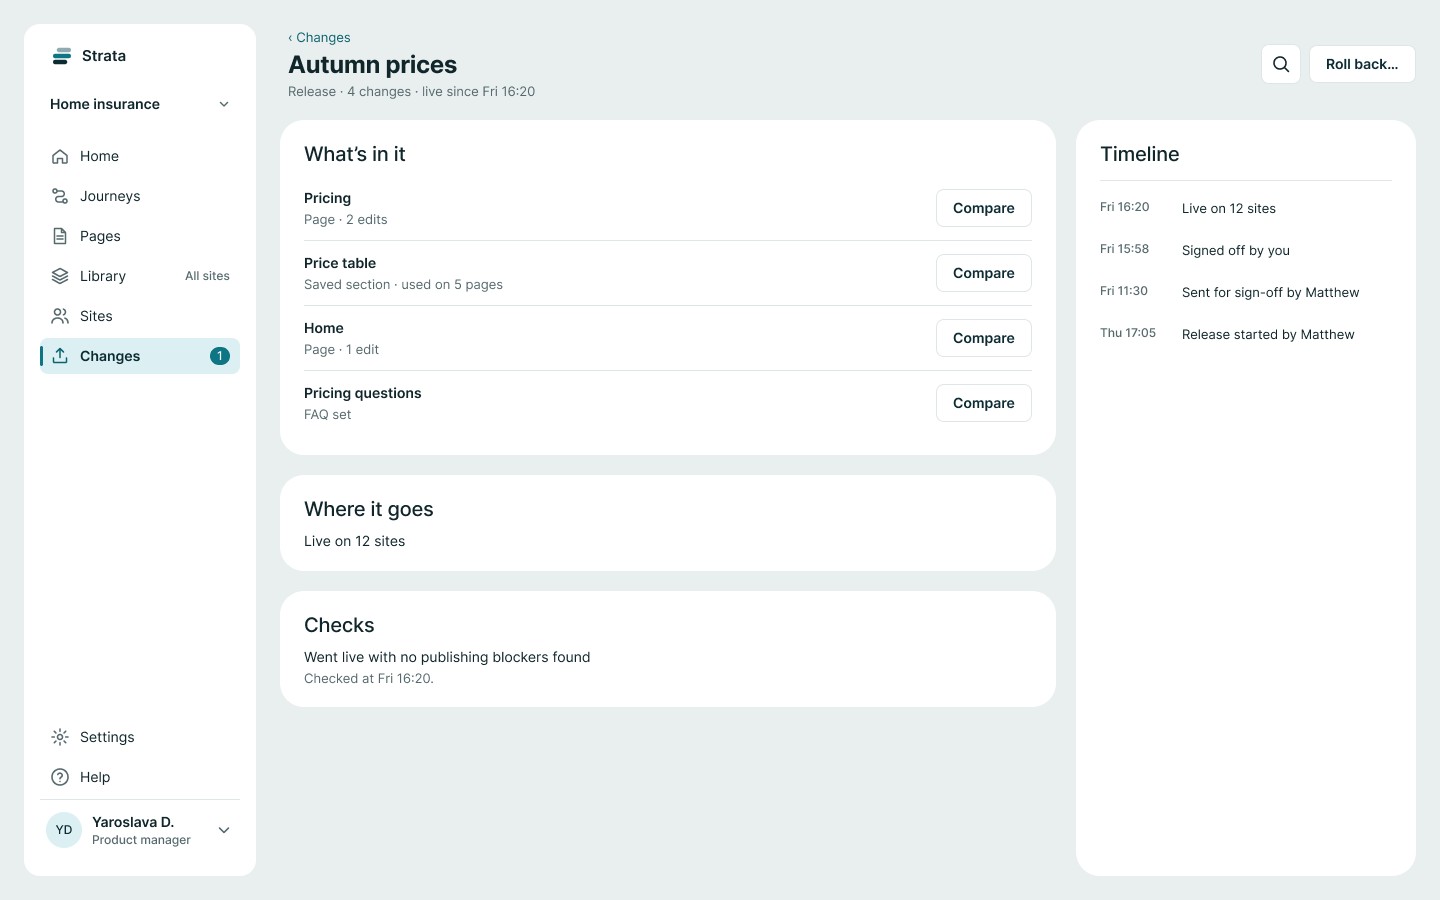 Strata
Home insurance
Home
Journeys
Pages
Library All sites
Sites
Changes 1
Settings
Help
YD
Yaroslava D.
Product manager
‹ Changes
Autumn prices
Release · 4 changes · live since Fri 16:20
Roll back…
What’s in it
Pricing
Page · 2 edits
Compare
Price table
Saved section · used on 5 pages
Compare
Home
Page · 1 edit
Compare
Pricing questions
FAQ set
Compare
Where it goes
Live on 12 sites
Checks
Went live with no publishing blockers found
Checked at Fri 16:20.
Timeline
Fri 16:20 Live on 12 sites
Fri 15:58 Signed off by you
Fri 11:30 Sent for sign-off by Matthew
Thu 17:05 Release started by Matthew